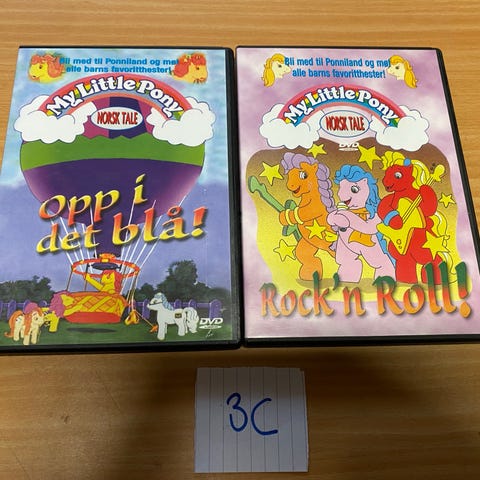 Bli med til Ponniland og møt
alle barns favoritthester!
My Little Pony
NORSK TALE
Opp i
det blå!
DVD
Bli med til Ponniland og møt
alle barns favoritthester!
My Little Pony
NORSK TALE
DVD
Rock'n Roll!
3C